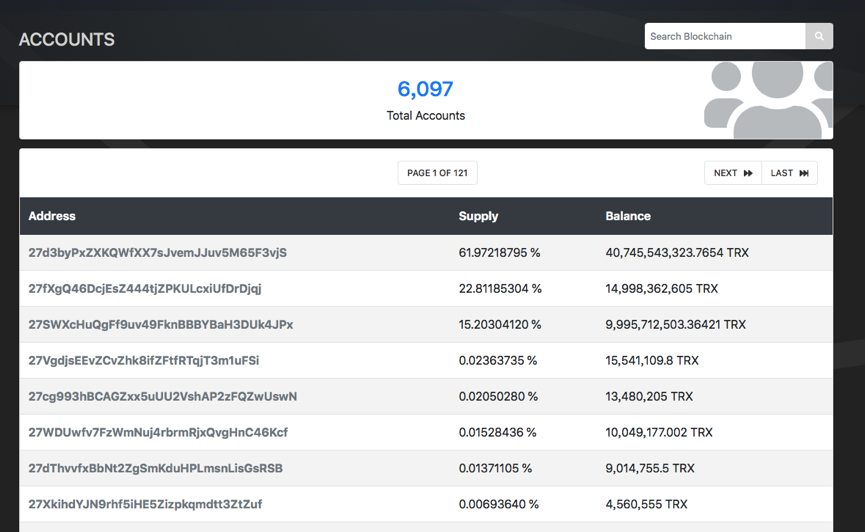 ACCOUNTS
Search Blockchain
6,097
Total Accounts
PAGE 1 OF 121
NEXT
LAST
Address Supply Balance
27d3byPxZXKQWfXX7sJvemJJuv5M65F3vjS 61.97218795 % 40,745,543,323.7654 TRX
27fXgQ46DcjEsZ444tjZPKULcxiUfDrDjqj 22.81185304 % 14,998,362,605 TRX
27SWXcHuQgFf9uv49FknBBBYBaH3DUk4JPx 15.20304120 % 9,995,712,503.36421 TRX
27VgdjsEEvZCvZhk8ifZFtfRTqjT3m1uFSi 0.02363735 % 15,541,109.8 TRX
27cg993hBCAGZxx5uUU2VshAP2zFQZwUswN 0.02050280 % 13,480,205 TRX
27WDUwfv7FzWmNuj4rbrmRjxQvgHnC46Kcf 0.01528436 % 10,049,177.002 TRX
27dThvvfxBbNt2ZgSmKduHPLmsnLisGsRSB 0.01371105 % 9,014,755.5 TRX
27XkihdYJN9rhf5iHE5Zizpkqmdtt3ZtZuf 0.00693640 % 4,560,555 TRX